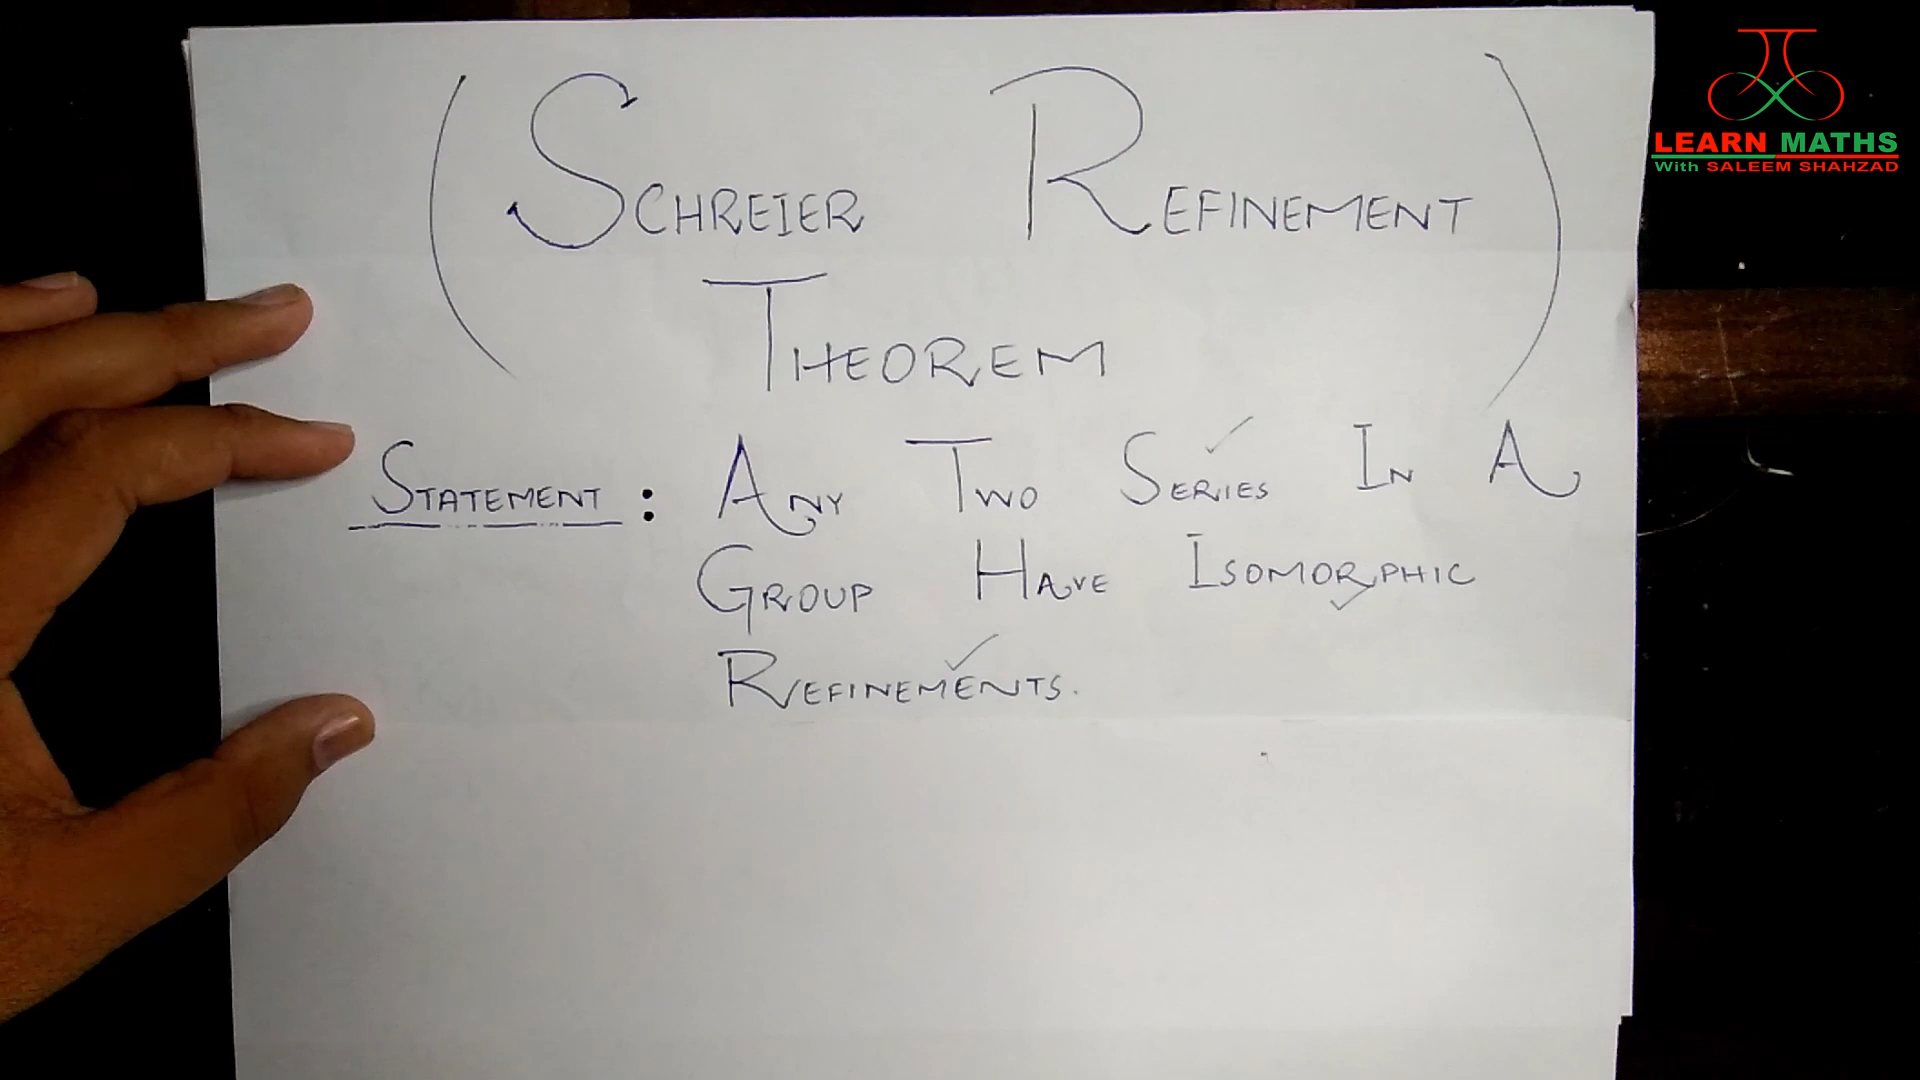 (SCHREIER REFINEMENT
THEOREM)
STATEMENT: ANY TWO SERIES IN A
GROUP HAVE ISOMORPHIC
REFINEMENTS.
LEARN MATHS
With SALEEM SHAHZAD